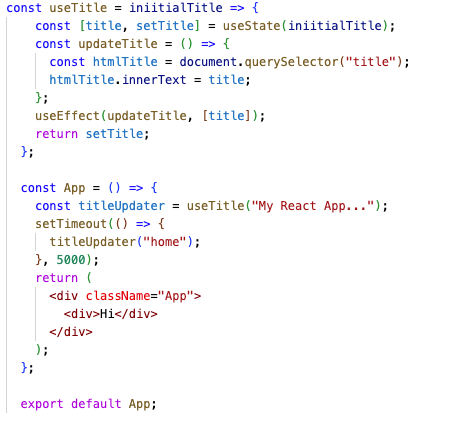 const useTitle = iniitialTitle => {
const [title, setTitle] = useState(iniitialTitle);
const updateTitle = () => {
const htmlTitle = document.querySelector("title");
htmlTitle.innerText = title;
};
useEffect(updateTitle, [title]);
return setTitle;
};
const App = () => {
const titleUpdater = useTitle("My React App...");
setTimeout(() => {
titleUpdater("home");
}, 5000);
return (
<div className="App">
<div>Hi</div>
</div>
);
};
export default App;